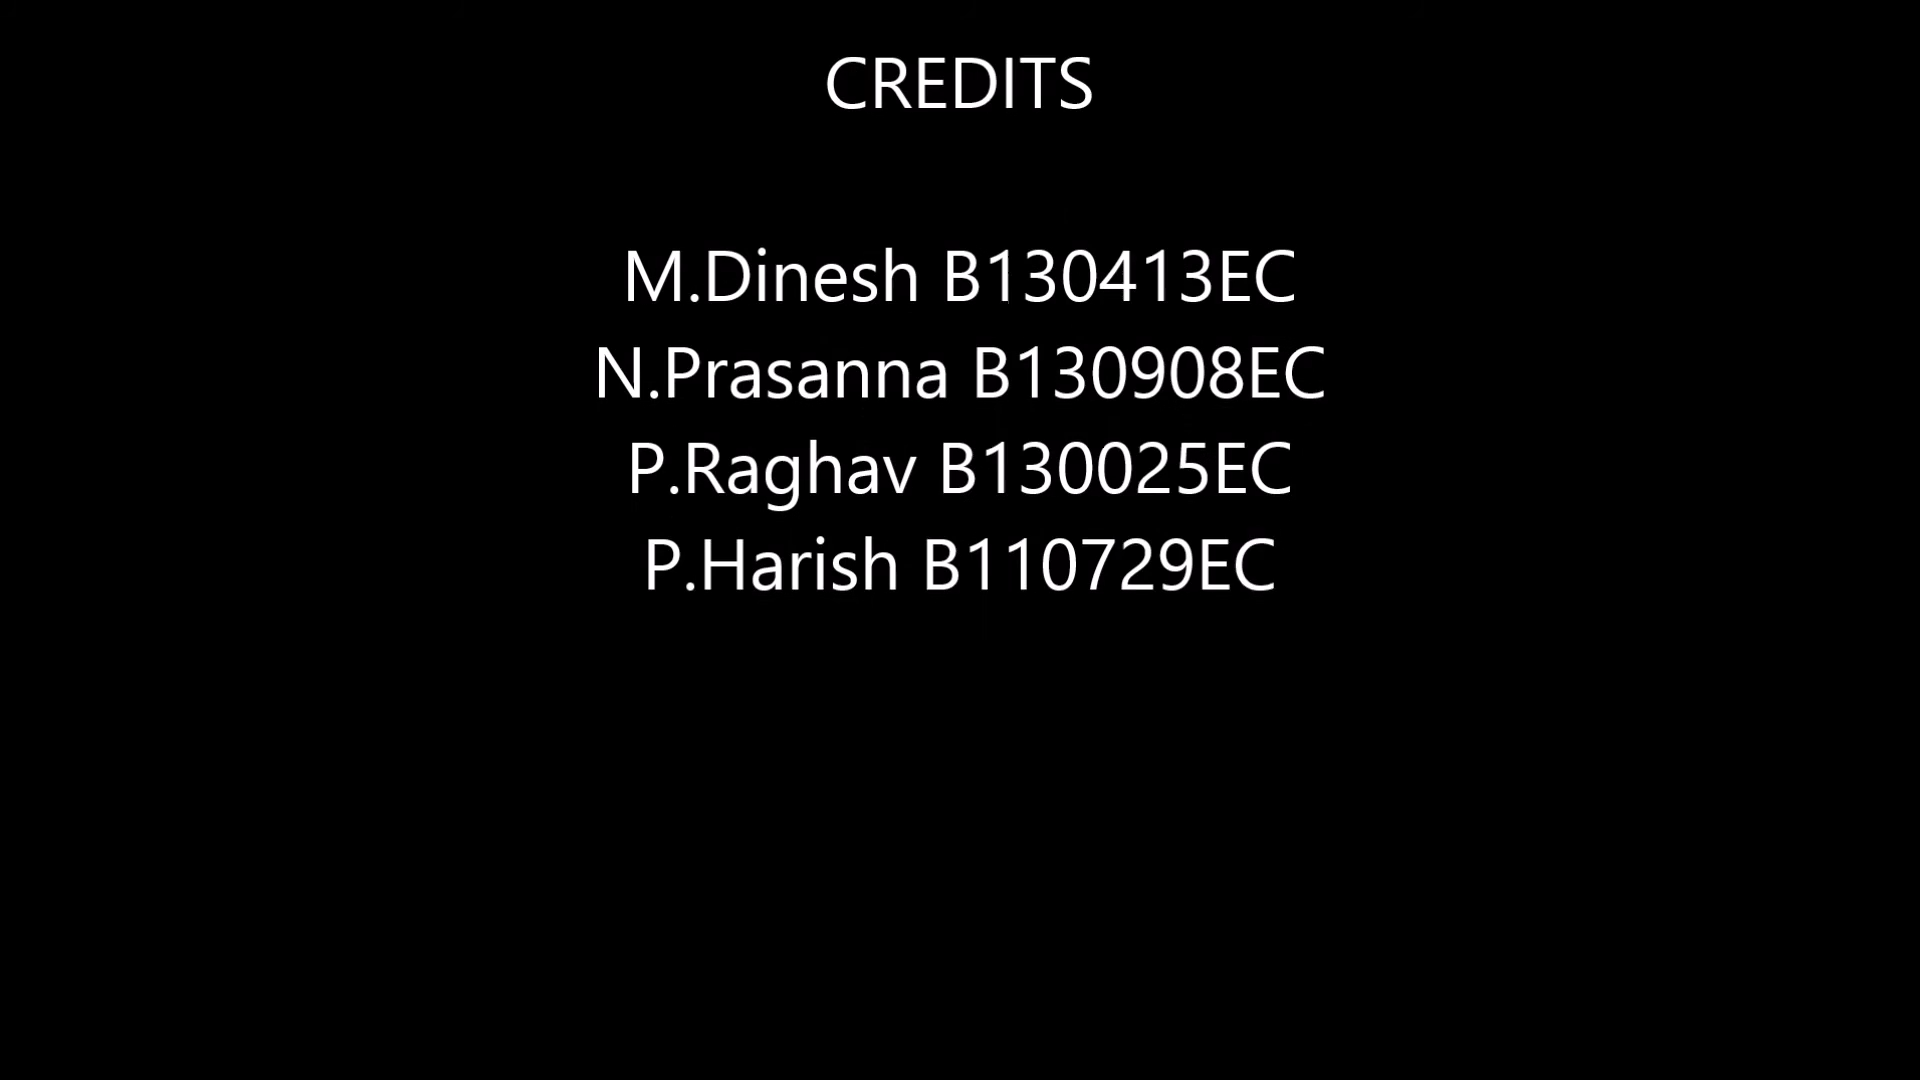 CREDITS
M.Dinesh B130413EC
N.Prasanna B130908EC
P.Raghav B130025EC
P.Harish B110729EC